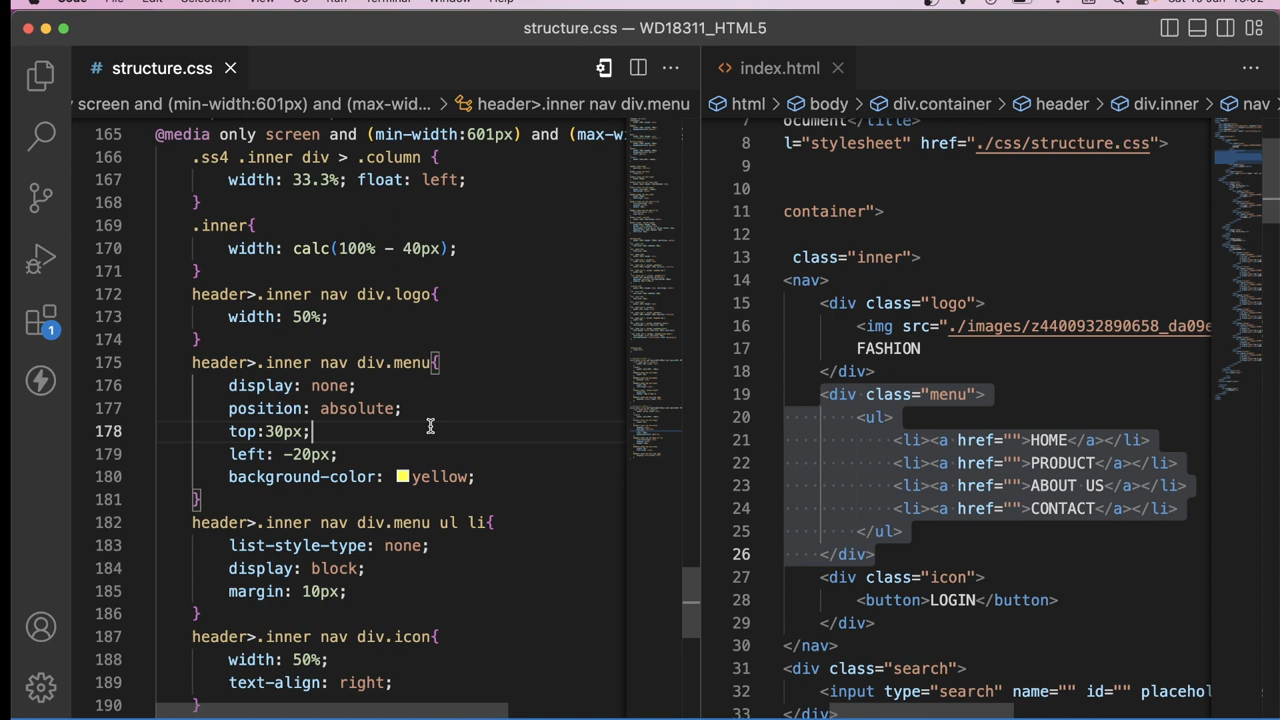 structure.css — WD18311_HTML5
# structure.css
<> index.html
screen and (min-width:601px) and (max-wid... > header>.inner nav div.menu
html > body > div.container > header > div.inner > nav
165 @media only screen and (min-width:601px) and (max-w
166 .ss4 .inner div > .column {
167 width: 33.3%; float: left;
168 }
169 .inner{
170 width: calc(100% - 40px);
171 }
172 header>.inner nav div.logo{
173 width: 50%;
174 }
175 header>.inner nav div.menu{
176 display: none;
177 position: absolute;
178 top:30px;
179 left: -20px;
180 background-color: yellow;
181 }
182 header>.inner nav div.menu ul li{
183 list-style-type: none;
184 display: block;
185 margin: 10px;
186 }
187 header>.inner nav div.icon{
188 width: 50%;
189 text-align: right;
190 }
7 ocument</title>
8 l="stylesheet" href="./css/structure.css">
9
10
11 container">
12
13 class="inner">
14 <nav>
15 <div class="logo">
16 <img src="./images/z4400932890658_da09e
17 FASHION
18 </div>
19 <div class="menu">
20 <ul>
21 <li><a href="">HOME</a></li>
22 <li><a href="">PRODUCT</a></li>
23 <li><a href="">ABOUT US</a></li>
24 <li><a href="">CONTACT</a></li>
25 </ul>
26 </div>
27 <div class="icon">
28 <button>LOGIN</button>
29 </div>
30 </nav>
31 <div class="search">
32 <input type="search" name="" id="" placehol
33 </div>
1